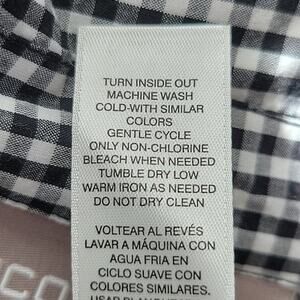 TURN INSIDE OUT
MACHINE WASH
COLD-WITH SIMILAR
COLORS
GENTLE CYCLE
ONLY NON-CHLORINE
BLEACH WHEN NEEDED
TUMBLE DRY LOW
WARM IRON AS NEEDED
DO NOT DRY CLEAN
VOLTEAR AL REVÉS
LAVAR A MÁQUINA CON
AGUA FRIA EN
CICLO SUAVE CON
COLORES SIMILARES.